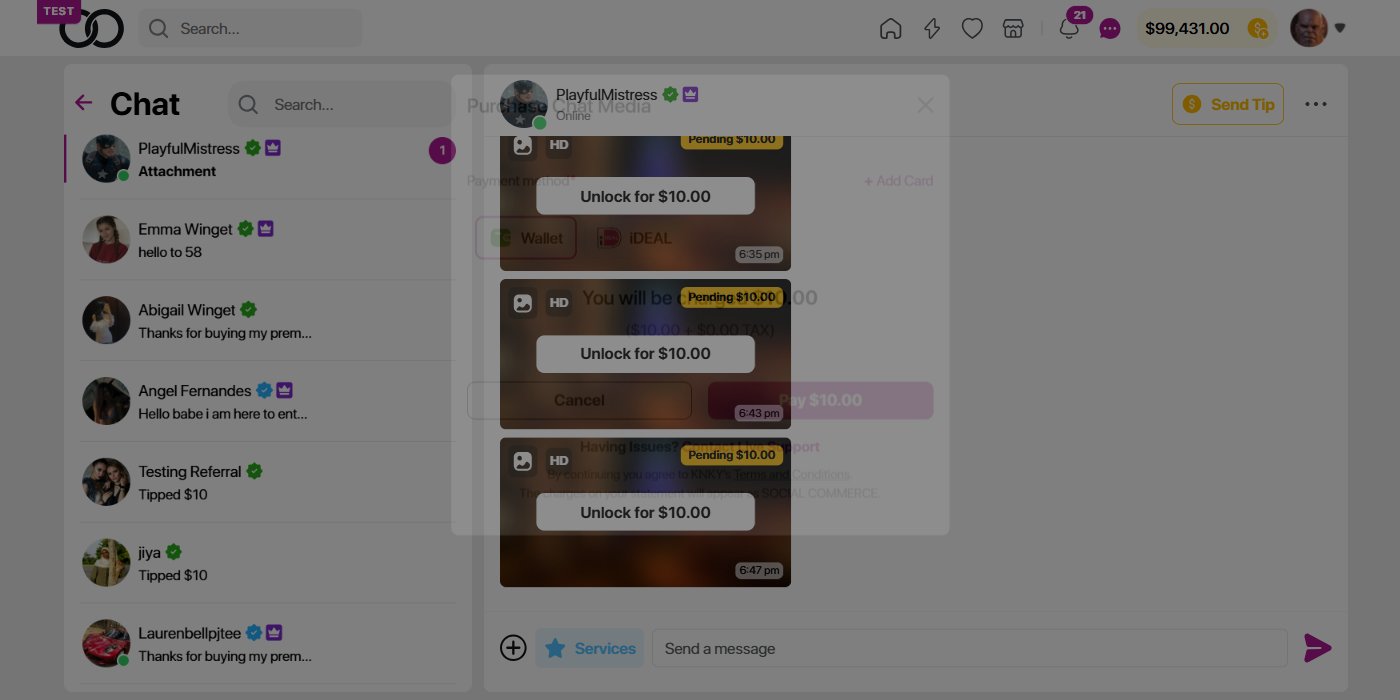 TEST
Search...
21
$99,431.00
Chat
Search...
PlayfulMistress
Attachment
1
Emma Winget
hello to 58
Abigail Winget
Thanks for buying my prem...
Angel Fernandes
Hello babe i am here to ent...
Testing Referral
Tipped $10
jiya
Tipped $10
Laurenbellpjtee
Thanks for buying my prem...
PlayfulMistress
Online
Send Tip
Purchase Chat Media
HD
Pending $10.00
Unlock for $10.00
6:35 pm
Payment method*
+ Add Card
Wallet
iDEAL
HD
Pending $10.00
Unlock for $10.00
6:43 pm
You will be charged $10.00
($10.00 + $0.00 TAX)
Cancel
Pay $10.00
HD
Pending $10.00
Unlock for $10.00
6:47 pm
Having Issues? Contact Live Support
By continuing you agree to KNKY's Terms and Conditions.
The charges on your statement will appear as SOCIAL COMMERCE.
Services
Send a message